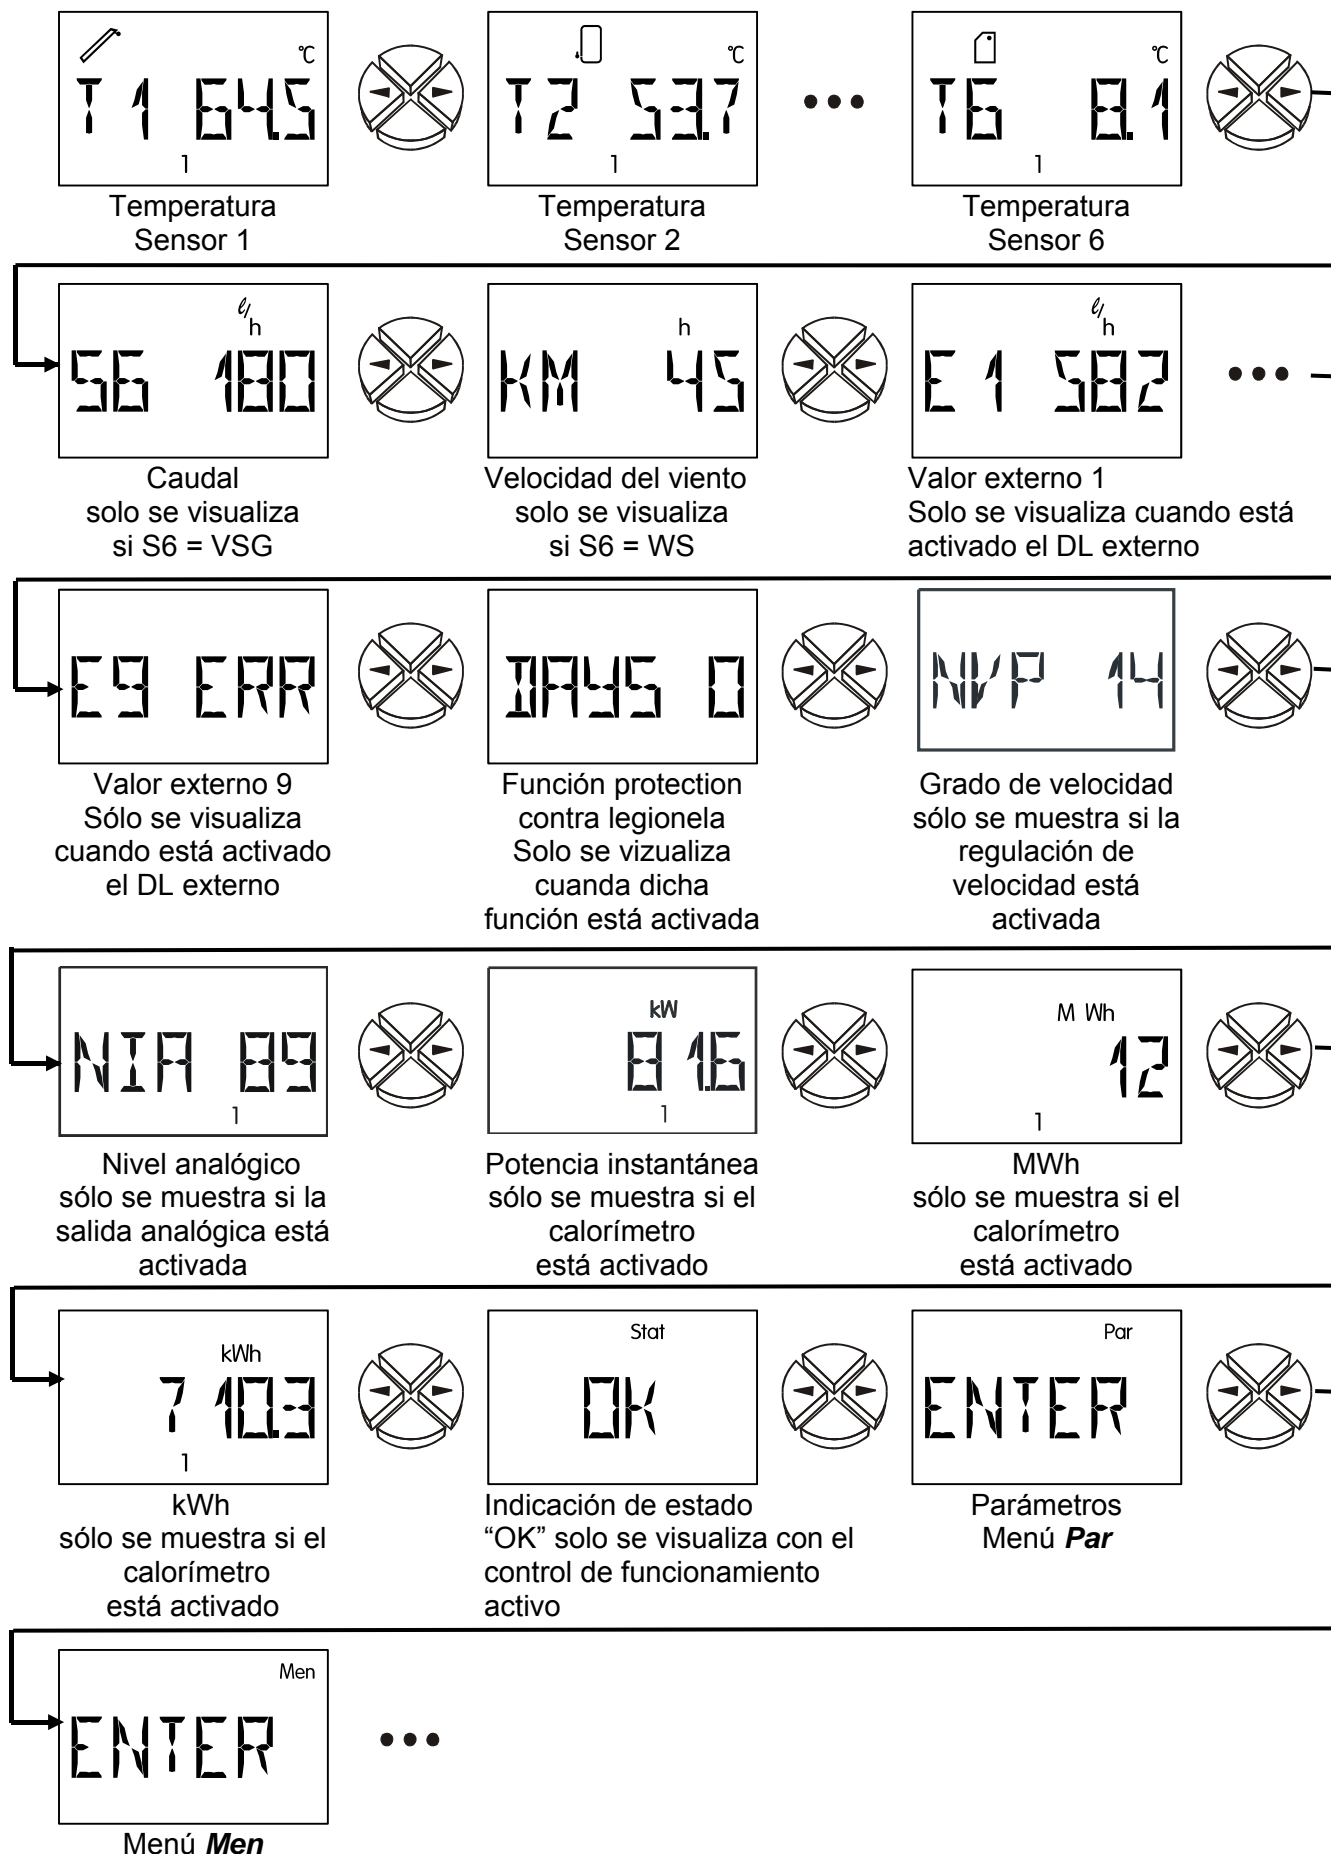 °C
T1 64.5
1
Temperatura
Sensor 1
°C
T2 53.7
1
Temperatura
Sensor 2
•••
°C
T6 8.1
1
Temperatura
Sensor 6
ℓ/h
S6 180
Caudal
solo se visualiza
si S6 = VSG
h
KM 45
Velocidad del viento
solo se visualiza
si S6 = WS
ℓ/h
E1 582
Valor externo 1
Solo se visualiza cuando está
activado el DL externo
•••
E9 ERR
Valor externo 9
Sólo se visualiza
cuando está activado
el DL externo
DAYS 0
Función protection
contra legionela
Solo se vizualiza
cuanda dicha
función está activada
NVP 14
Grado de velocidad
sólo se muestra si la
regulación de
velocidad está
activada
NIA 89
1
Nivel analógico
sólo se muestra si la
salida analógica está
activada
kW
81.6
1
Potencia instantánea
sólo se muestra si el
calorímetro
está activado
M Wh
12
1
MWh
sólo se muestra si el
calorímetro
está activado
kWh
710.3
1
kWh
sólo se muestra si el
calorímetro
está activado
Stat
OK
Indicación de estado
“OK” solo se visualiza con el
control de funcionamiento
activo
Par
ENTER
Parámetros
Menú Par
Men
ENTER
•••
Menú Men